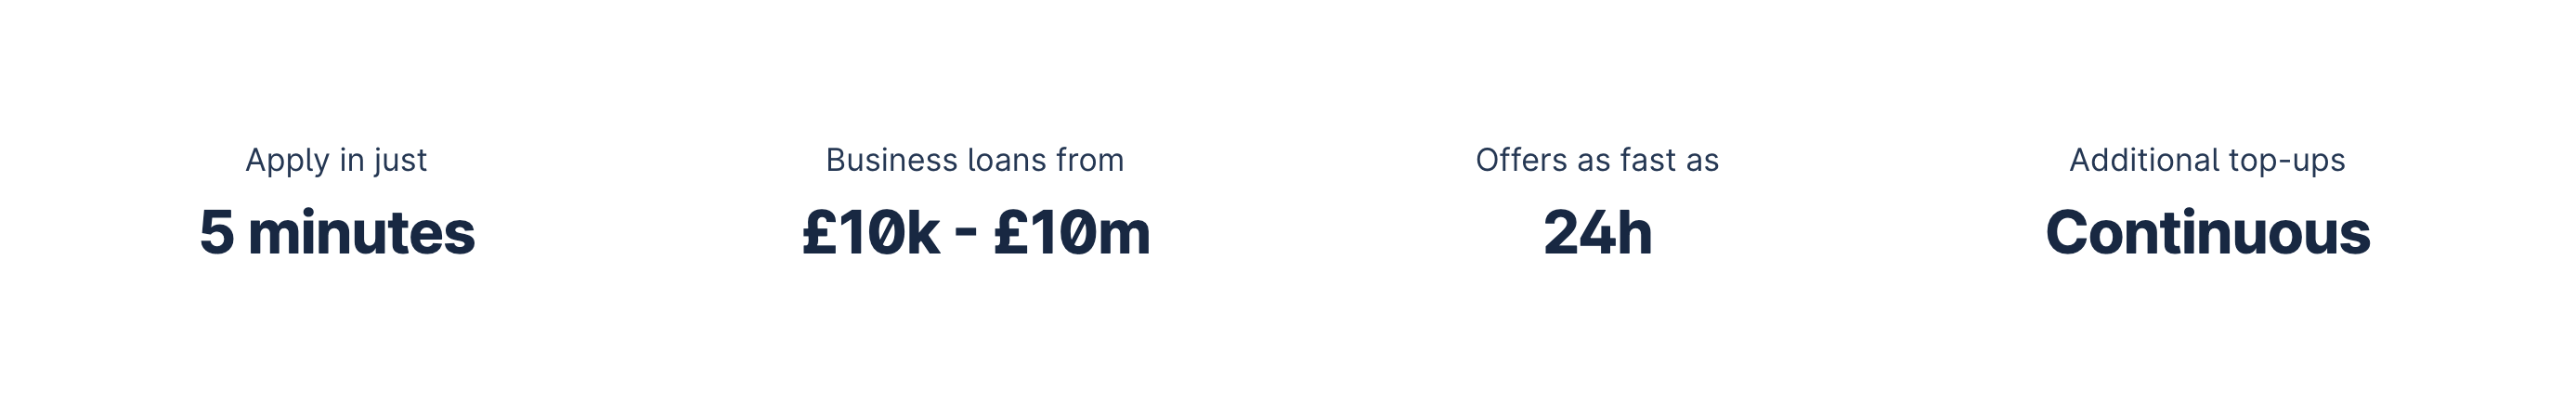 Apply in just
5 minutes
Business loans from
£10k - £10m
Offers as fast as
24h
Additional top-ups
Continuous